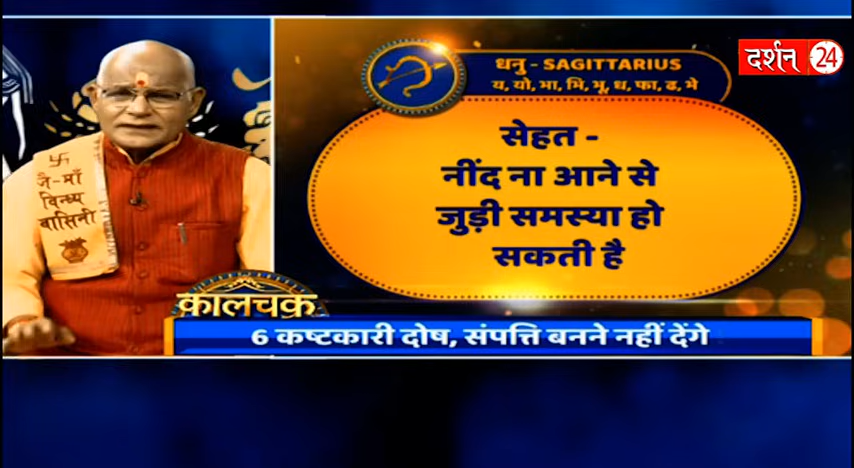 धनु - SAGITTARIUS
य, यो, भा, भि, भू, ध, फा, ढ, भे
दर्शन 24
सेहत -
नींद ना आने से
जुड़ी समस्या हो
सकती है
जै-माँ
विन्ध्य
वासिनी
कालचक्र
6 कष्टकारी दोष, संपत्ति बनने नहीं देंगे